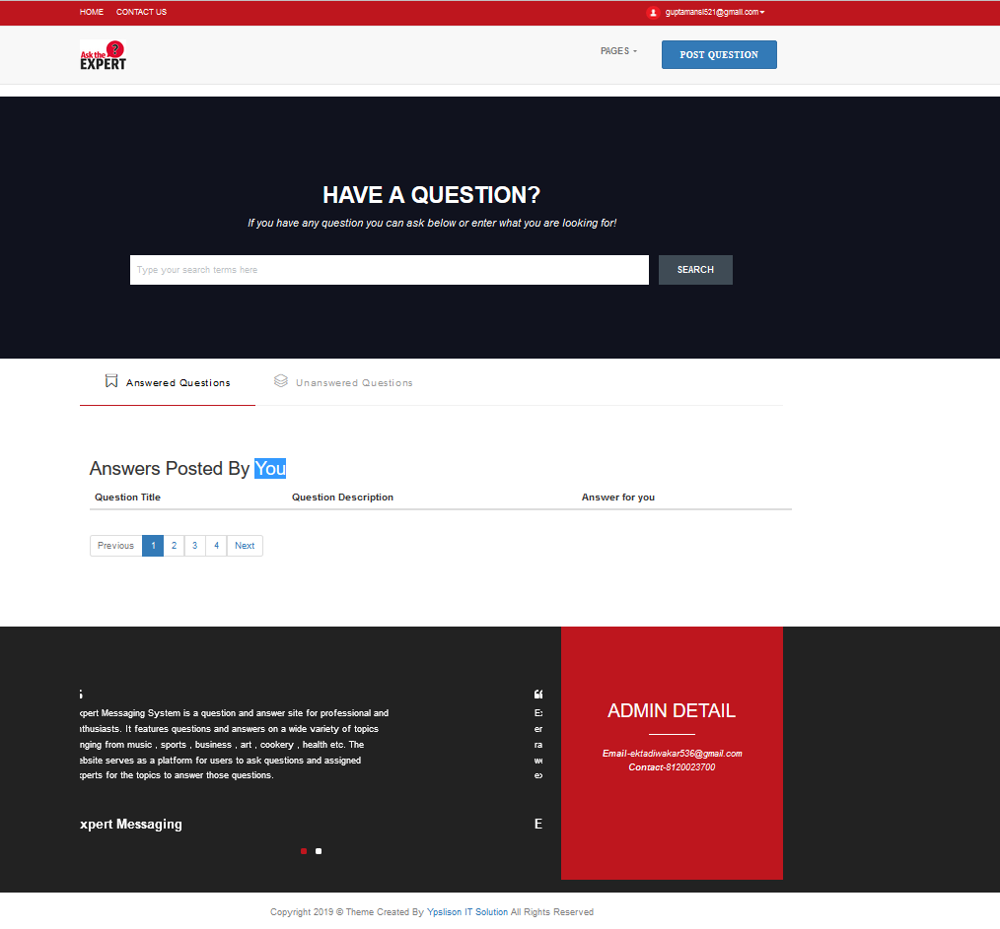 HOME CONTACT US guptamansi521@gmail.com
Ask the
?
EXPERT
PAGES
POST QUESTION
HAVE A QUESTION?
If you have any question you can ask below or enter what you are looking for!
Type your search terms here
SEARCH
Answered Questions
Unanswered Questions
Answers Posted By You
Question Title Question Description Answer for you
Previous 1 2 3 4 Next
xpert Messaging System is a question and answer site for professional and
nthusiasts. It features questions and answers on a wide variety of topics
nging from music , sports , business , art , cookery , health etc. The
ebsite serves as a platform for users to ask questions and assigned
xperts for the topics to answer those questions.
xpert Messaging
“
Ex
en
ra
we
ex
E
ADMIN DETAIL
Email-ektadiwakar536@gmail.com
Contact-8120023700
Copyright 2019 © Theme Created By Ypslison IT Solution All Rights Reserved